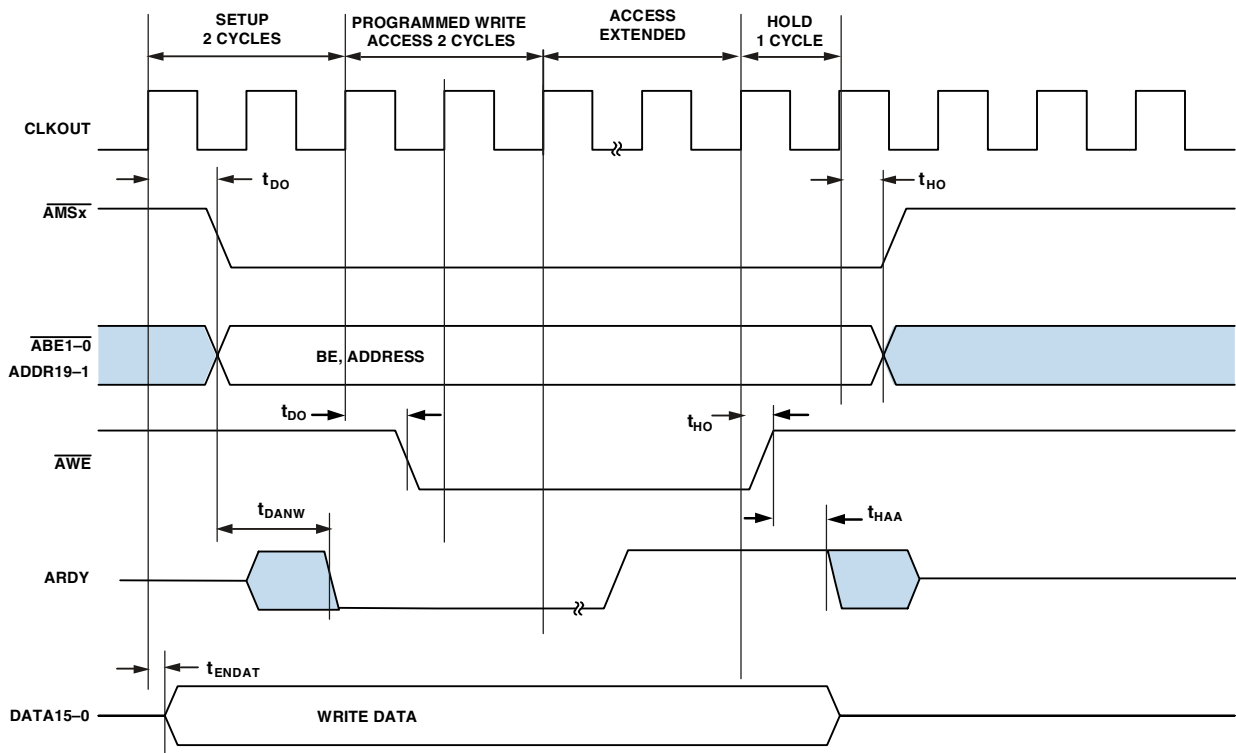 SETUP
2 CYCLES
PROGRAMMED WRITE
ACCESS 2 CYCLES
ACCESS
EXTENDED
HOLD
1 CYCLE
CLKOUT
tDO
tHO
AMSx
ABE1–0
ADDR19–1
BE, ADDRESS
tDO
tHO
AWE
tDANW
tHAA
ARDY
tENDAT
DATA15–0
WRITE DATA